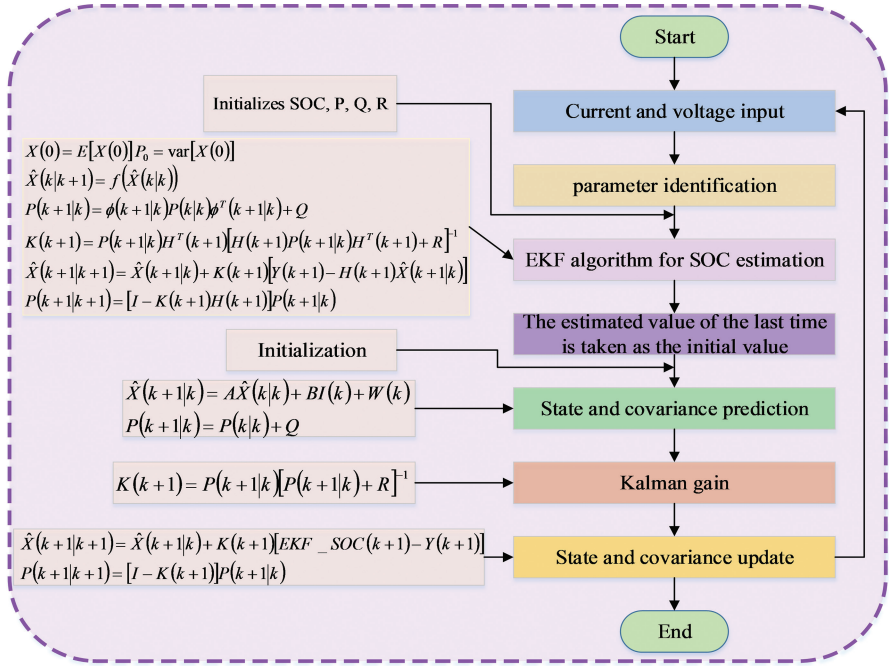 Start
Current and voltage input
Initializes SOC, P, Q, R
parameter identification
X(0)=E[X(0)]P₀=var[X(0)]
X̂(k|k+1)=f(X̂(k|k))
P(k+1|k)=ϕ(k+1|k)P(k|k)ϕᵀ(k+1|k)+Q
K(k+1)=P(k+1|k)Hᵀ(k+1)[H(k+1)P(k+1|k)Hᵀ(k+1)+R]⁻¹
X̂(k+1|k+1)=X̂(k+1|k)+K(k+1)[Y(k+1)−H(k+1)X̂(k+1|k)]
P(k+1|k+1)=[I−K(k+1)H(k+1)]P(k+1|k)
EKF algorithm for SOC estimation
The estimated value of the last time
is taken as the initial value
Initialization
X̂(k+1|k)=AX̂(k|k)+BI(k)+W(k)
P(k+1|k)=P(k|k)+Q
State and covariance prediction
K(k+1)=P(k+1|k)[P(k+1|k)+R]⁻¹
Kalman gain
X̂(k+1|k+1)=X̂(k+1|k)+K(k+1)[EKF_SOC(k+1)−Y(k+1)]
P(k+1|k+1)=[I−K(k+1)]P(k+1|k)
State and covariance update
End